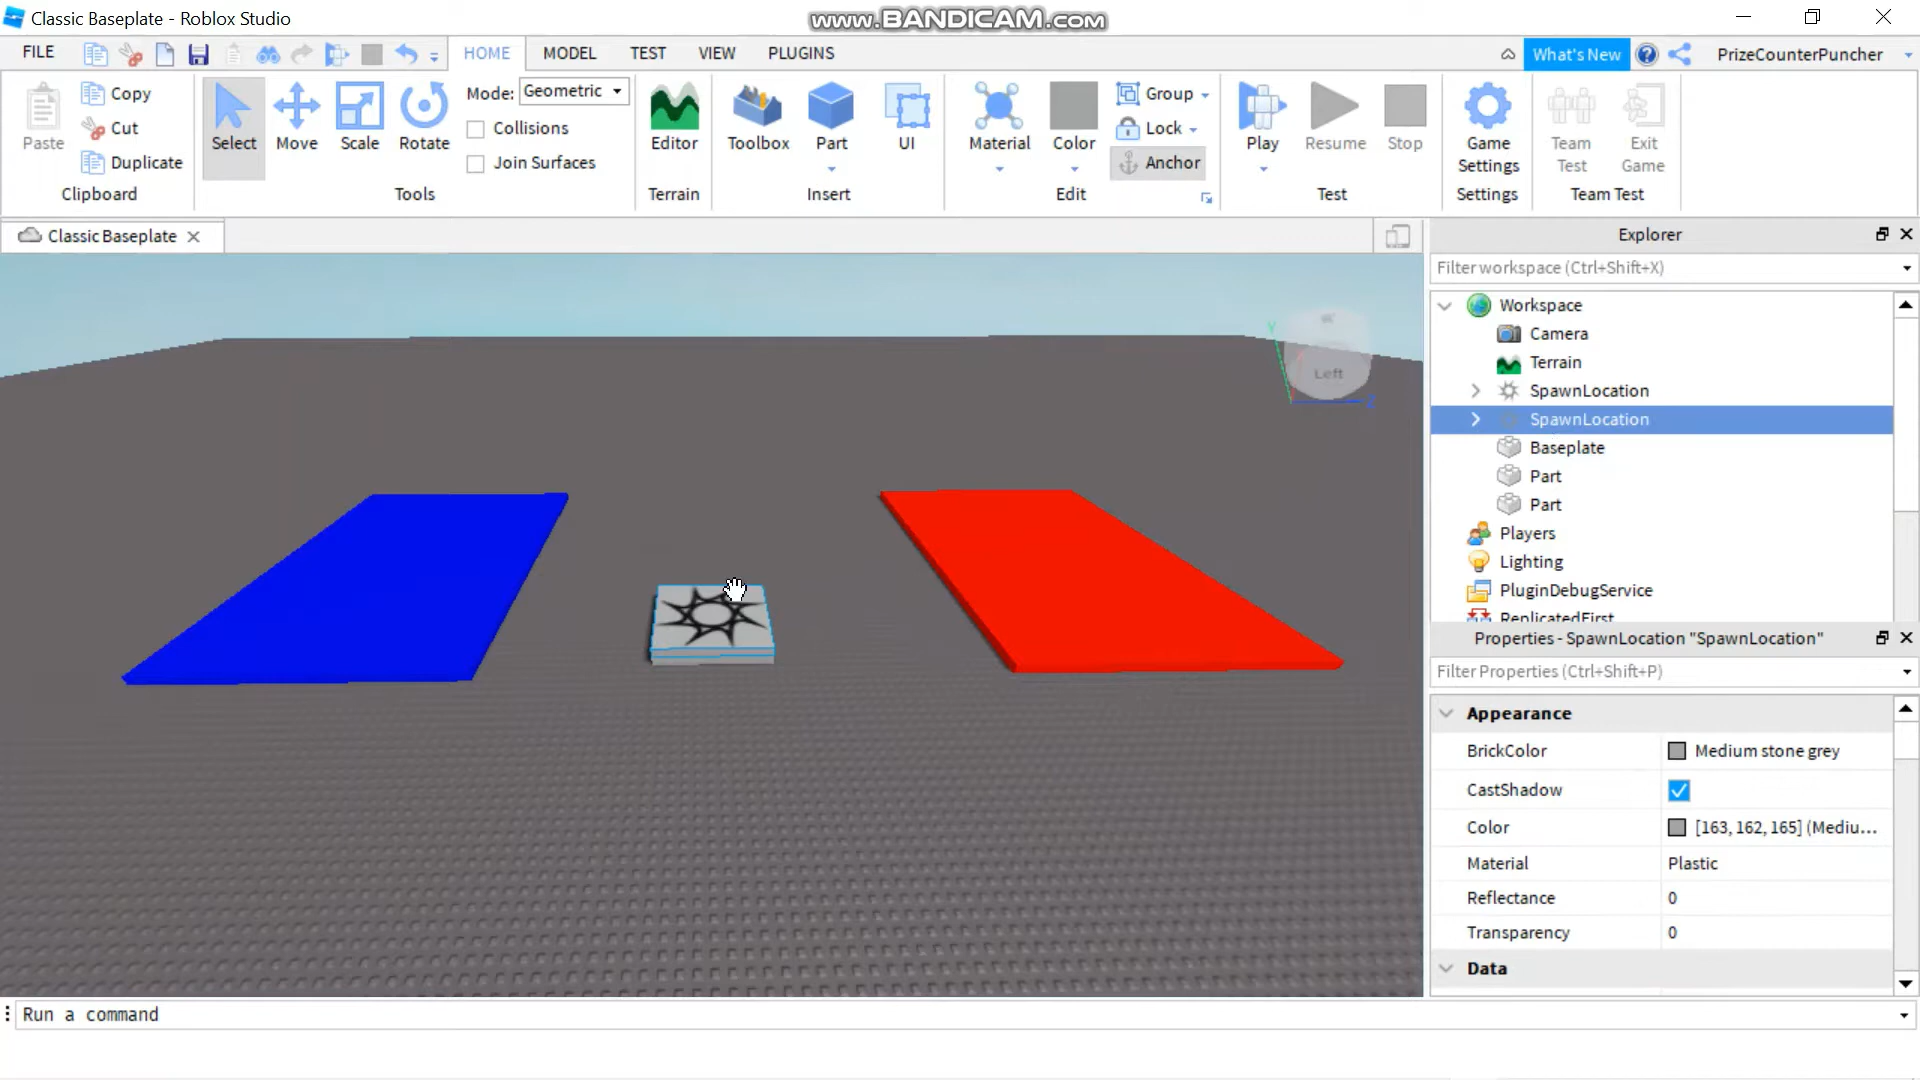 Classic Baseplate - Roblox Studio
www.BANDICAM.com
FILE
HOME
MODEL
TEST
VIEW
PLUGINS
What's New
PrizeCounterPuncher
Paste
Copy
Cut
Duplicate
Clipboard
Select
Move
Scale
Rotate
Mode: Geometric
Collisions
Join Surfaces
Tools
Editor
Terrain
Toolbox
Part
UI
Insert
Material
Color
Group
Lock
Anchor
Edit
Play
Resume
Stop
Test
Game
Settings
Settings
Team
Test
Exit
Game
Team Test
Classic Baseplate
Y
Left
Z
Explorer
Filter workspace (Ctrl+Shift+X)
Workspace
Camera
Terrain
SpawnLocation
SpawnLocation
Baseplate
Part
Part
Players
Lighting
PluginDebugService
ReplicatedFirst
Properties - SpawnLocation "SpawnLocation"
Filter Properties (Ctrl+Shift+P)
Appearance
BrickColor Medium stone grey
CastShadow
Color [163, 162, 165] (Mediu...
Material Plastic
Reflectance 0
Transparency 0
Data
Run a command